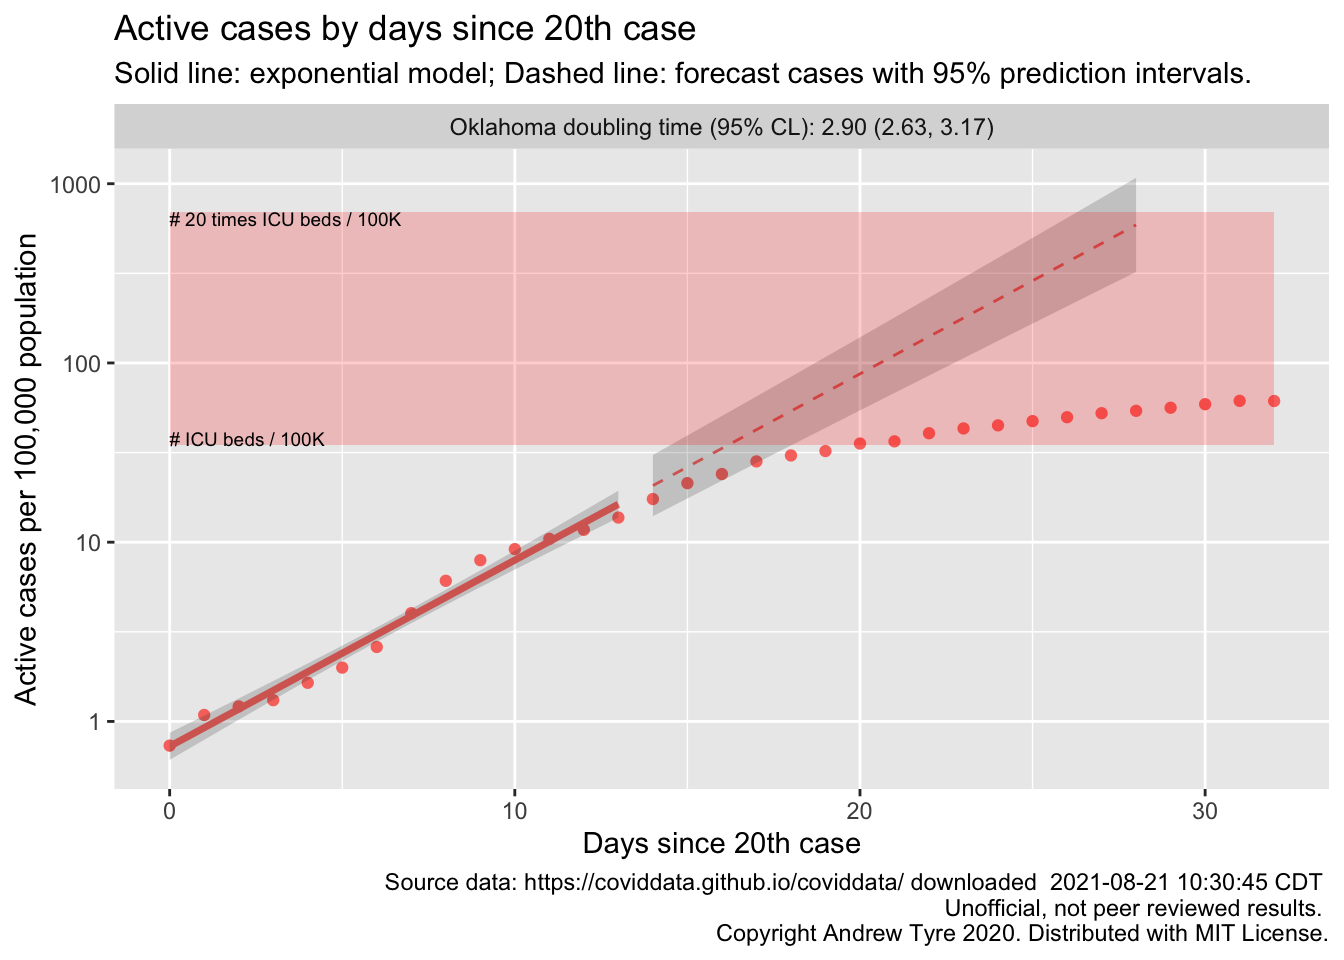 Active cases by days since 20th case
Solid line: exponential model; Dashed line: forecast cases with 95% prediction intervals.
Oklahoma doubling time (95% CL): 2.90 (2.63, 3.17)
Active cases per 100,000 population
1000
100
10
1
# 20 times ICU beds / 100K
# ICU beds / 100K
0
10
20
30
Days since 20th case
Source data: https://coviddata.github.io/coviddata/ downloaded  2021-08-21 10:30:45 CDT
Unofficial, not peer reviewed results.
Copyright Andrew Tyre 2020. Distributed with MIT License.